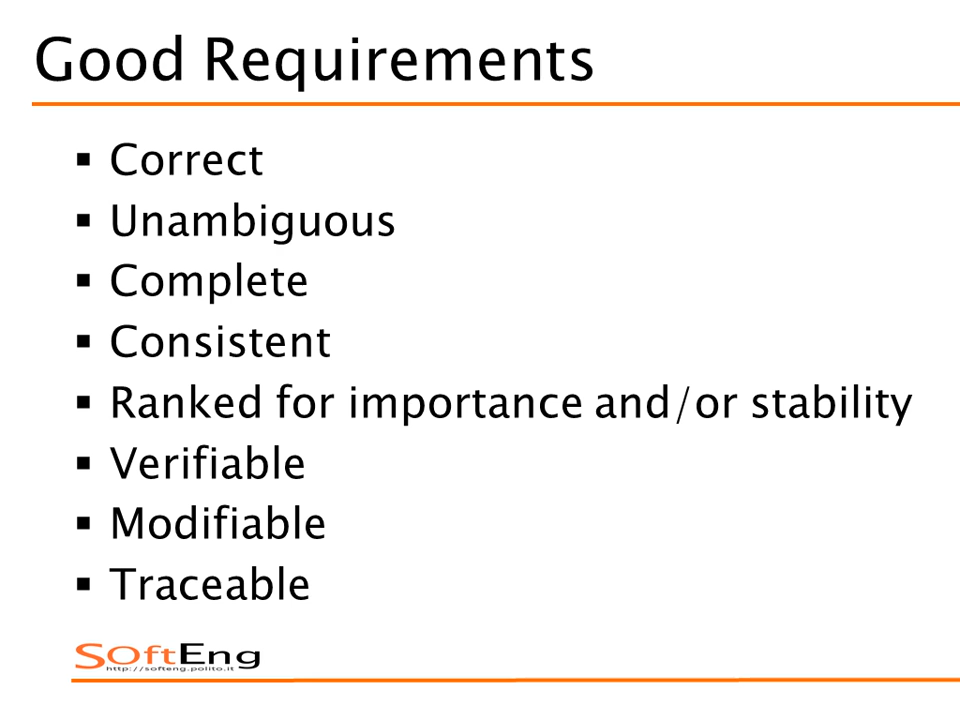 Good Requirements
▪ Correct
▪ Unambiguous
▪ Complete
▪ Consistent
▪ Ranked for importance and/or stability
▪ Verifiable
▪ Modifiable
▪ Traceable
SOftEng
http://softeng.polito.it